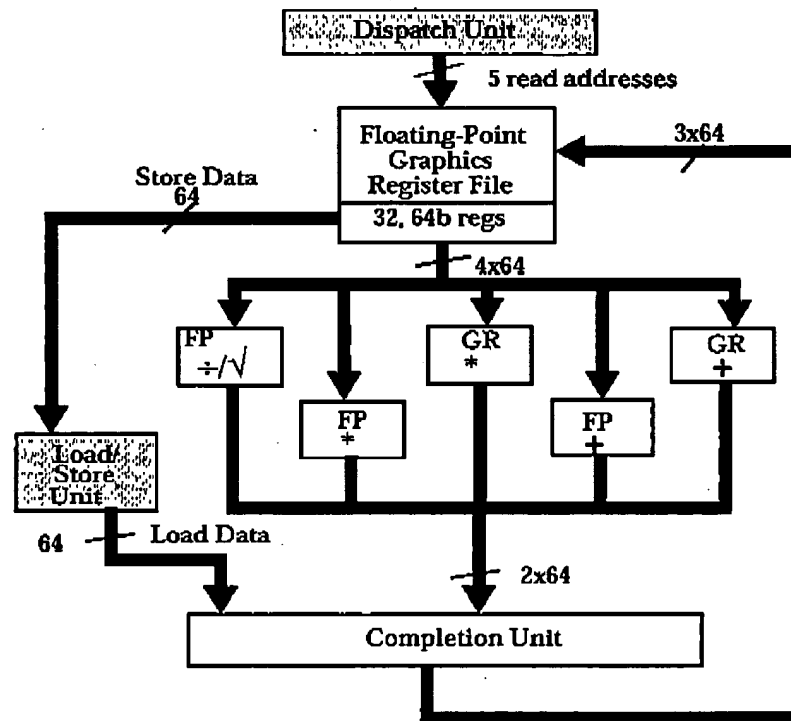 Dispatch Unit
5 read addresses
Floating-Point
Graphics
Register File
32, 64b regs
3x64
Store Data
64
4x64
FP
÷/√
FP
*
GR
*
FP
+
GR
+
Load/
Store
Unit
64
Load Data
2x64
Completion Unit